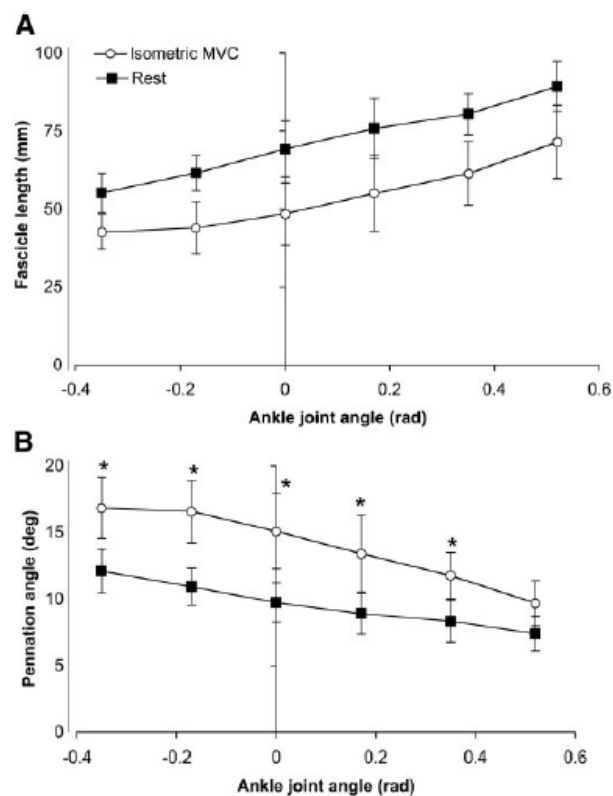 A
Isometric MVC
Rest
Fascicle length (mm)
100
75
50
25
0
-0.4 -0.2 0 0.2 0.4 0.6
Ankle joint angle (rad)
B
Pennation angle (deg)
20
15
10
5
0
* * * * *
-0.4 -0.2 0 0.2 0.4 0.6
Ankle joint angle (rad)